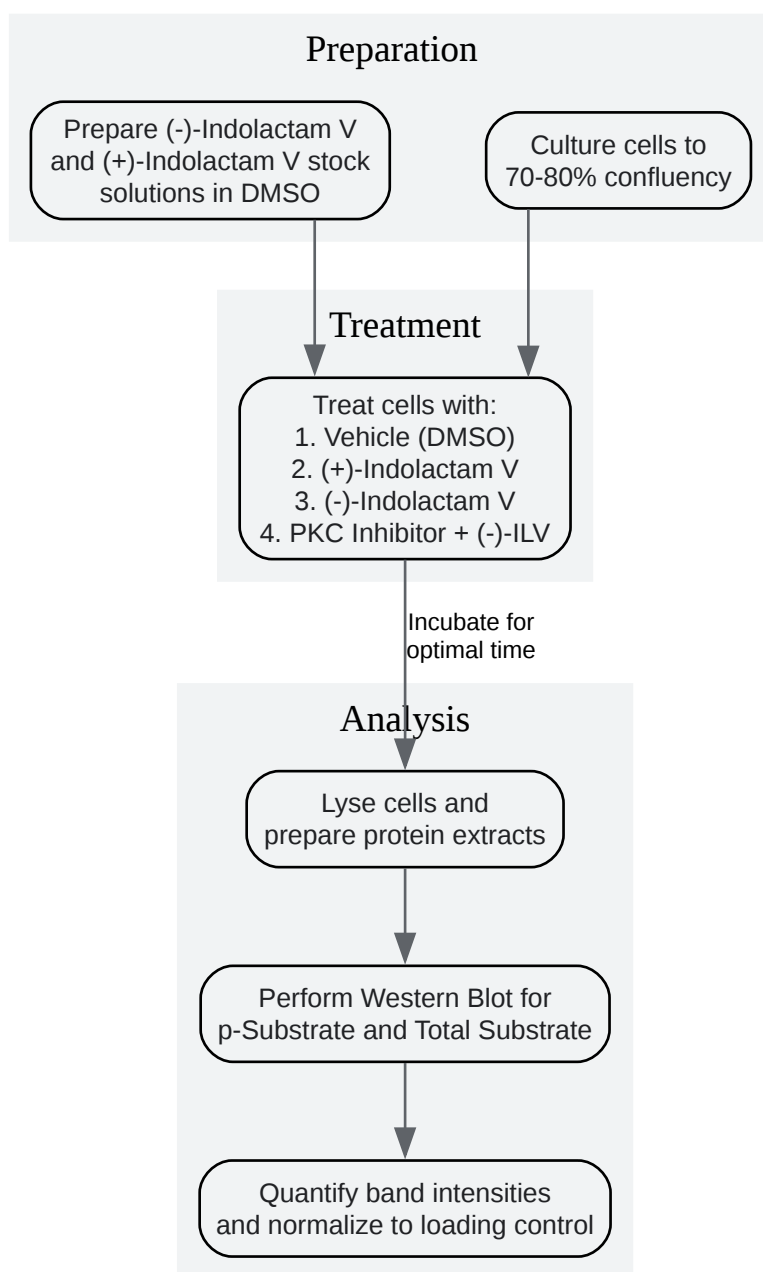 Preparation
Prepare (-)-Indolactam V
and (+)-Indolactam V stock
solutions in DMSO
Culture cells to
70-80% confluency
Treatment
Treat cells with:
1. Vehicle (DMSO)
2. (+)-Indolactam V
3. (-)-Indolactam V
4. PKC Inhibitor + (-)-ILV
Incubate for
optimal time
Analysis
Lyse cells and
prepare protein extracts
Perform Western Blot for
p-Substrate and Total Substrate
Quantify band intensities
and normalize to loading control